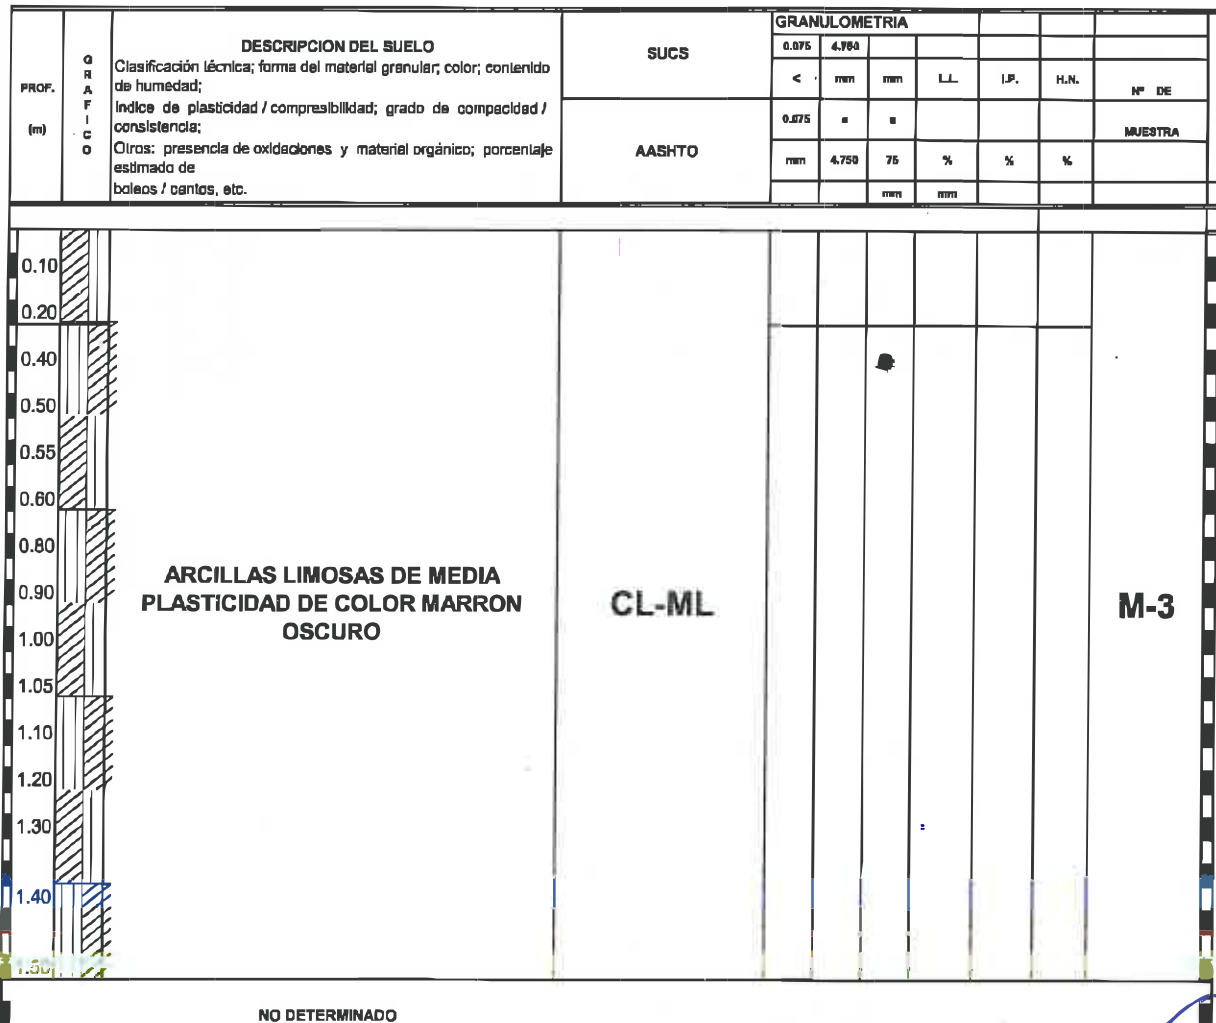 PROF.
(m)
GRAFICO
DESCRIPCION DEL SUELO
Clasificación técnica; forma del material granular; color; contenido
de humedad;
Indice de plasticidad / compresibilidad; grado de compacidad /
consistencia;
Otros: presencia de oxidaciones y material orgánico; porcentaje
estimado de
boleos / cantos, etc.
SUCS
AASHTO
GRANULOMETRIA
0.075 4.750
< mm mm L.L. I.P. H.N.
0.075 a a
mm 4.750 75 % % %
mm mm
Nº DE
MUESTRA
0.10
0.20
0.40
0.50
0.55
0.60
0.80
0.90
1.00
1.05
1.10
1.20
1.30
1.40
1.50
ARCILLAS LIMOSAS DE MEDIA
PLASTICIDAD DE COLOR MARRON
OSCURO
CL-ML
M-3
NO DETERMINADO